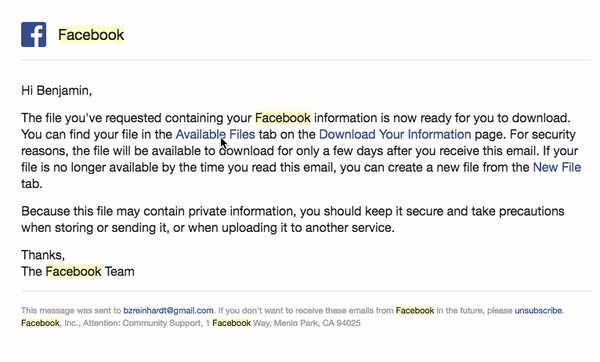 Facebook
Hi Benjamin,
The file you've requested containing your Facebook information is now ready for you to download.
You can find your file in the Available Files tab on the Download Your Information page. For security
reasons, the file will be available to download for only a few days after you receive this email. If your
file is no longer available by the time you read this email, you can create a new file from the New File
tab.
Because this file may contain private information, you should keep it secure and take precautions
when storing or sending it, or when uploading it to another service.
Thanks,
The Facebook Team
This message was sent to bzreinhardt@gmail.com. If you don't want to receive these emails from Facebook in the future, please unsubscribe.
Facebook, Inc., Attention: Community Support, 1 Facebook Way, Menlo Park, CA 94025